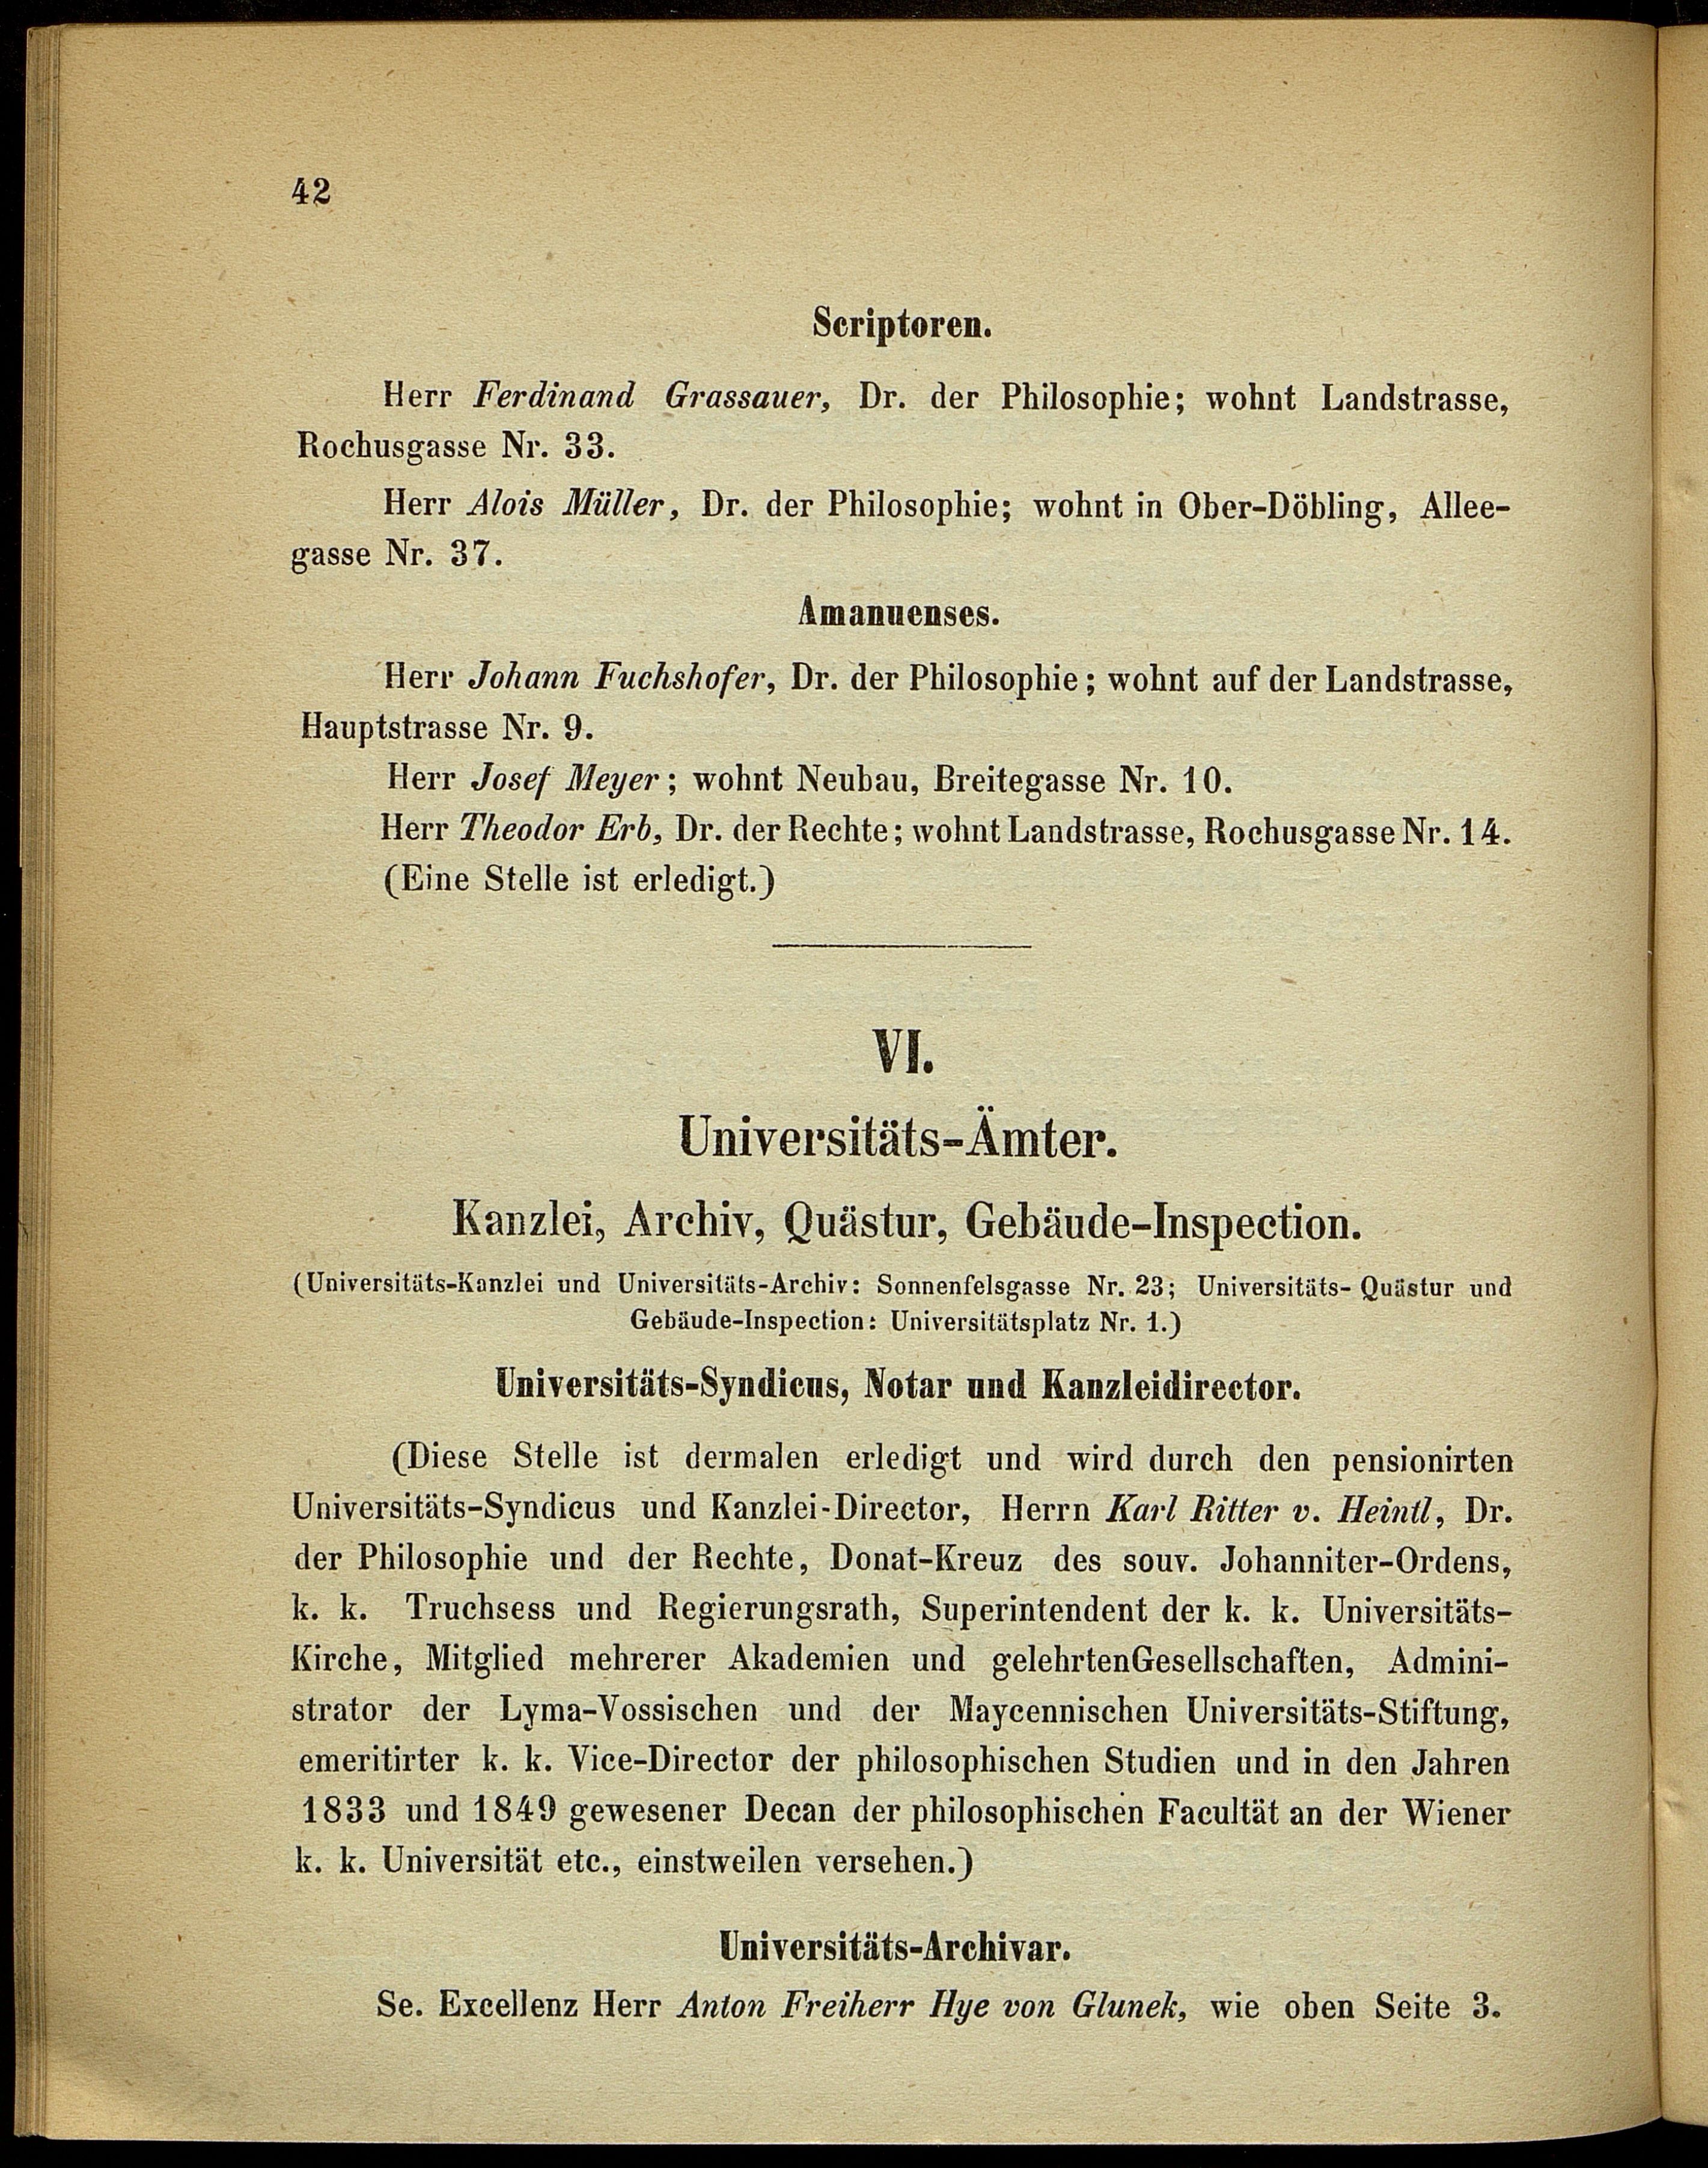 42
Scriptoren.
Herr Ferdinand Grassauer, Dr. der Philosophie; wohnt Landstrasse,
Rochusgasse Nr. 33.
Herr Alois Müller, Dr. der Philosophie; wohnt in Ober-Döbling, Allee-
gasse Nr. 37.
Amanuenses.
Herr Johann Fuchshofer, Dr. der Philosophie; wohnt auf der Landstrasse,
Hauptstrasse Nr. 9.
Herr Josef Meyer; wohnt Neubau, Breitegasse Nr. 10.
Herr Theodor Erb, Dr. der Rechte; wohnt Landstrasse, Rochusgasse Nr. 14.
(Eine Stelle ist erledigt.)
VI.
Universitäts-Ämter.
Kanzlei, Archiv, Quästur, Gebäude-Inspection.
(Universitäts-Kanzlei und Universitäts-Archiv: Sonnenfelsgasse Nr. 23; Universitäts-Quästur und
Gebäude-Inspection: Universitätsplatz Nr. 1.)
Universitäts-Syndicus, Notar und Kanzleidirector.
(Diese Stelle ist dermalen erledigt und wird durch den pensionirten
Universitäts-Syndicus und Kanzlei-Director, Herrn Karl Ritter v. Heintl, Dr.
der Philosophie und der Rechte, Donat-Kreuz des souv. Johanniter-Ordens,
k. k. Truchsess und Regierungsrath, Superintendent der k. k. Universitäts-
Kirche, Mitglied mehrerer Akademien und gelehrtenGesellschaften, Admini-
strator der Lyma-Vossischen und der Maycennischen Universitäts-Stiftung,
emeritirter k. k. Vice-Director der philosophischen Studien und in den Jahren
1833 und 1849 gewesener Decan der philosophischen Facultät an der Wiener
k. k. Universität etc., einstweilen versehen.)
Universitäts-Archivar.
Se. Excellenz Herr Anton Freiherr Hye von Glunek, wie oben Seite 3.